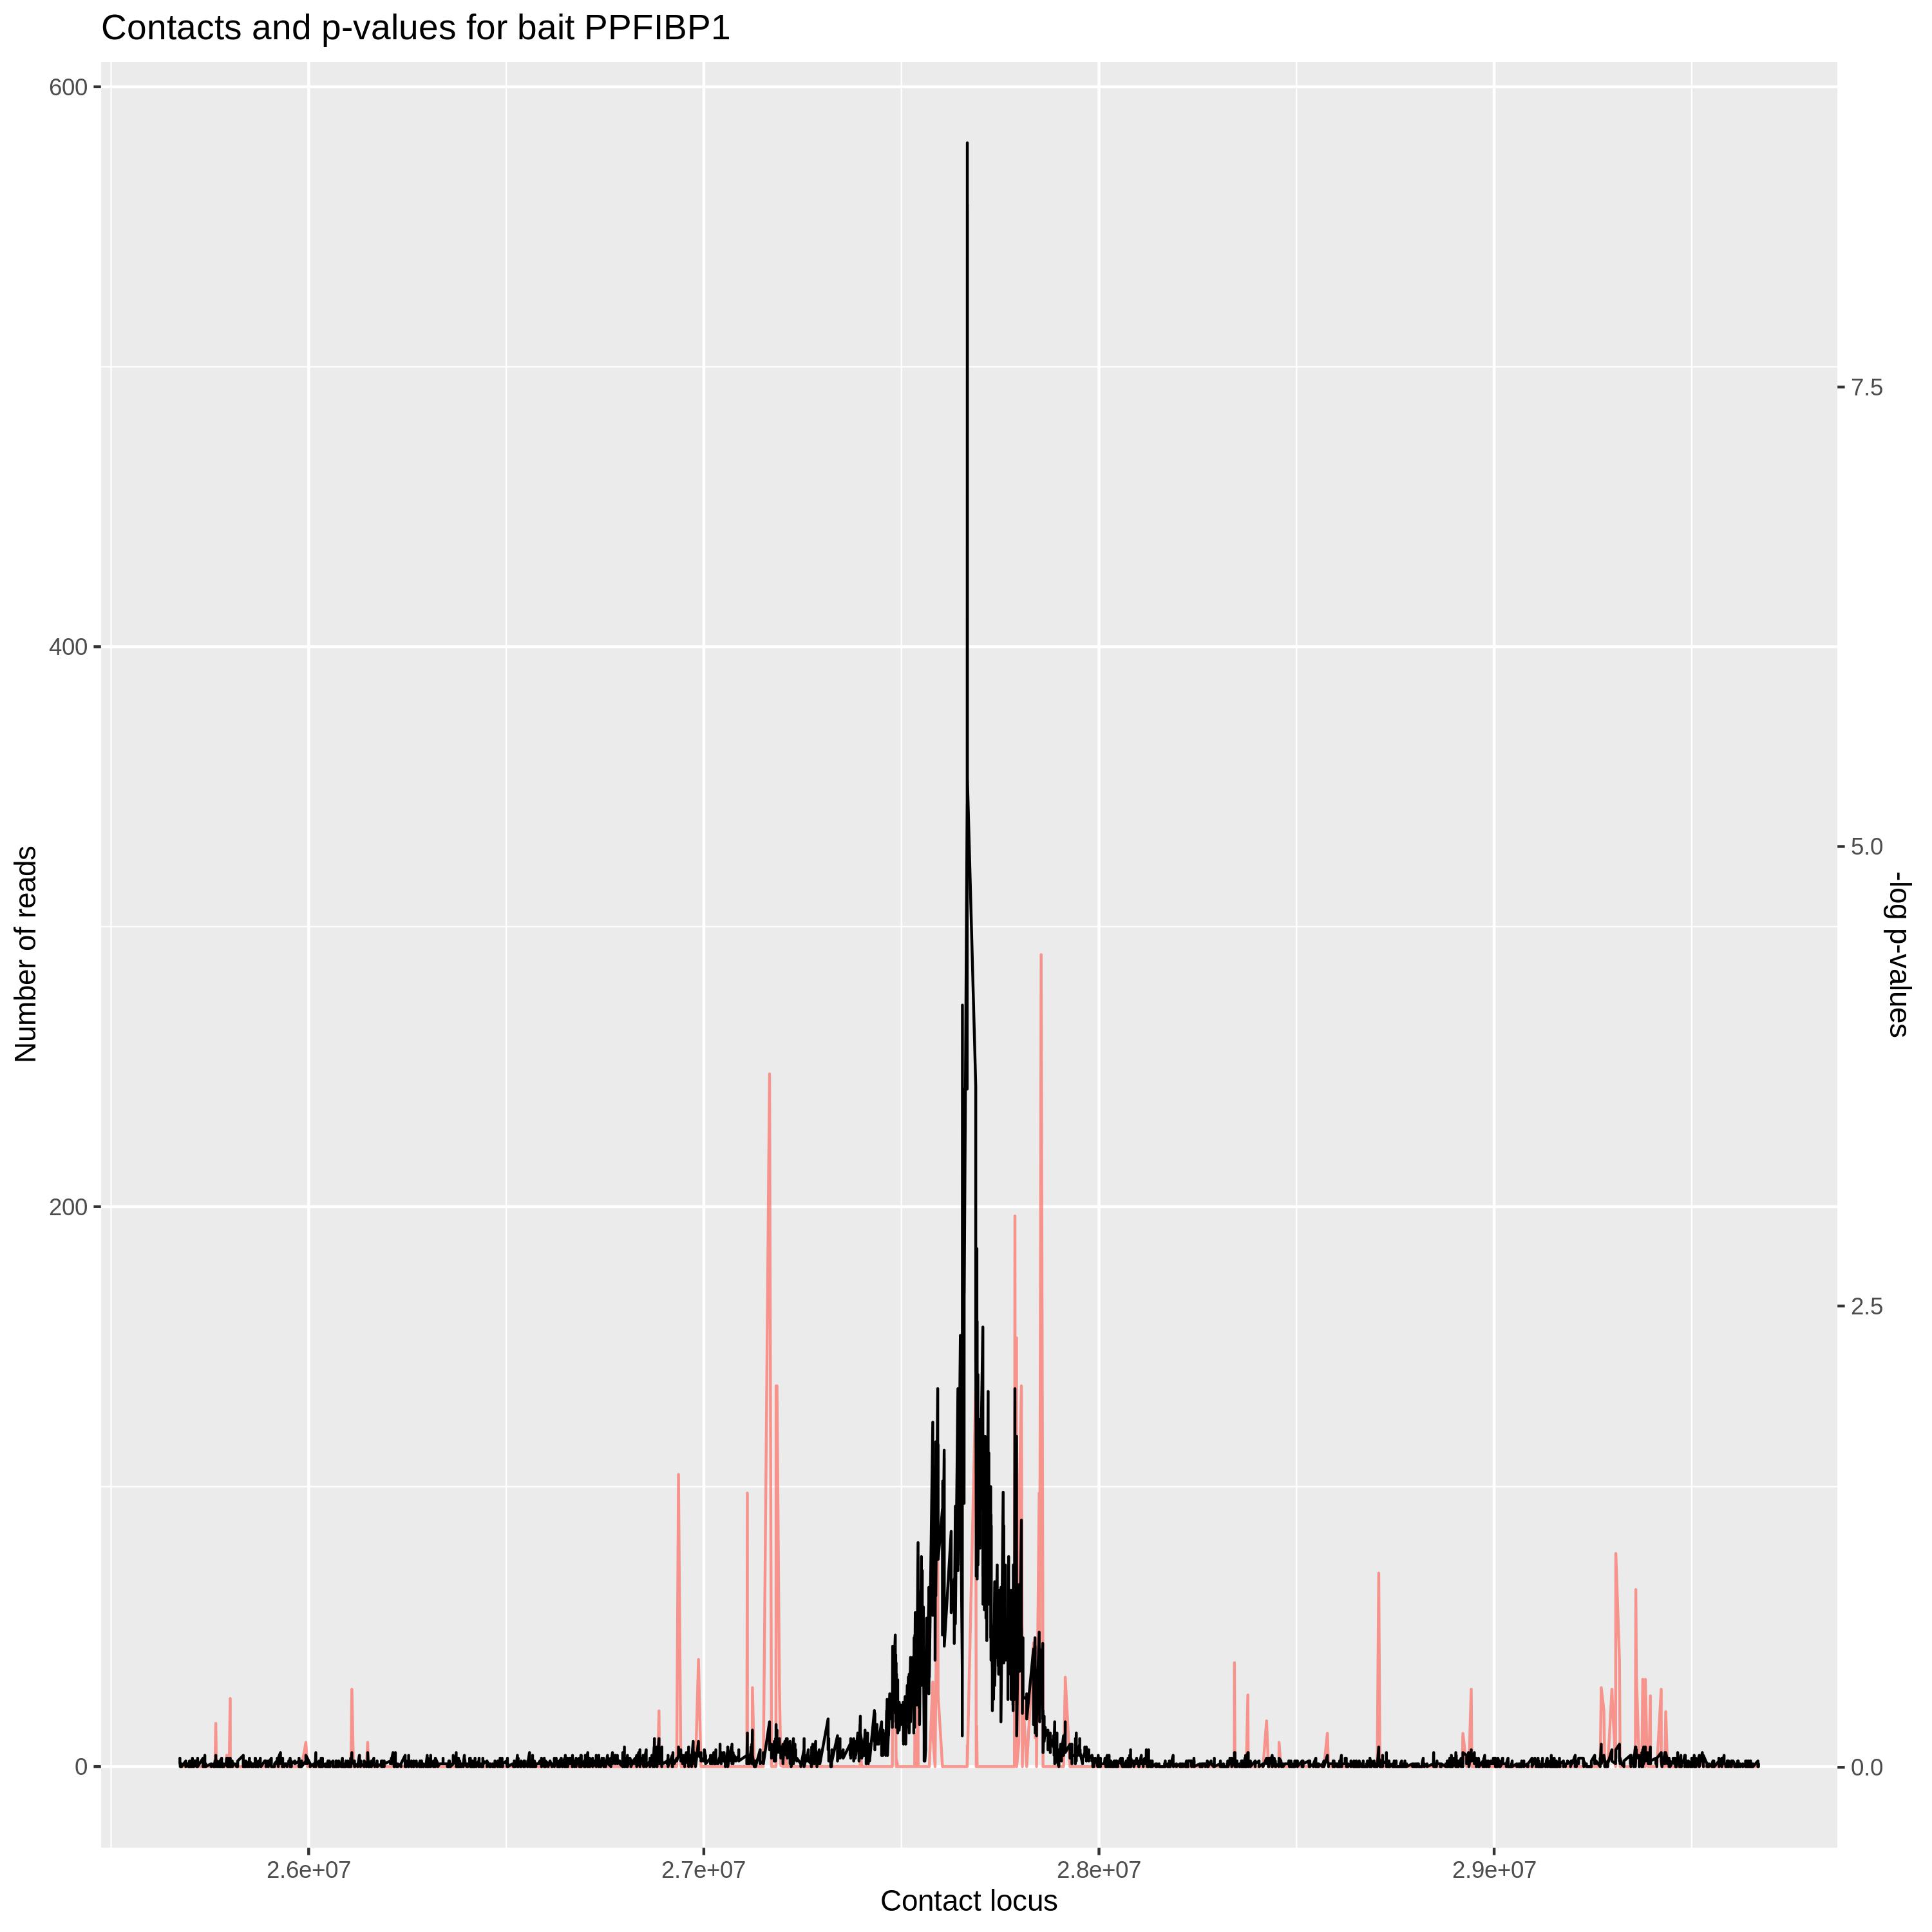 Contacts and p-values for bait PPFIBP1
600
400
200
0
Number of reads
7.5
5.0
2.5
0.0
-log p-values
2.6e+07
2.7e+07
2.8e+07
2.9e+07
Contact locus